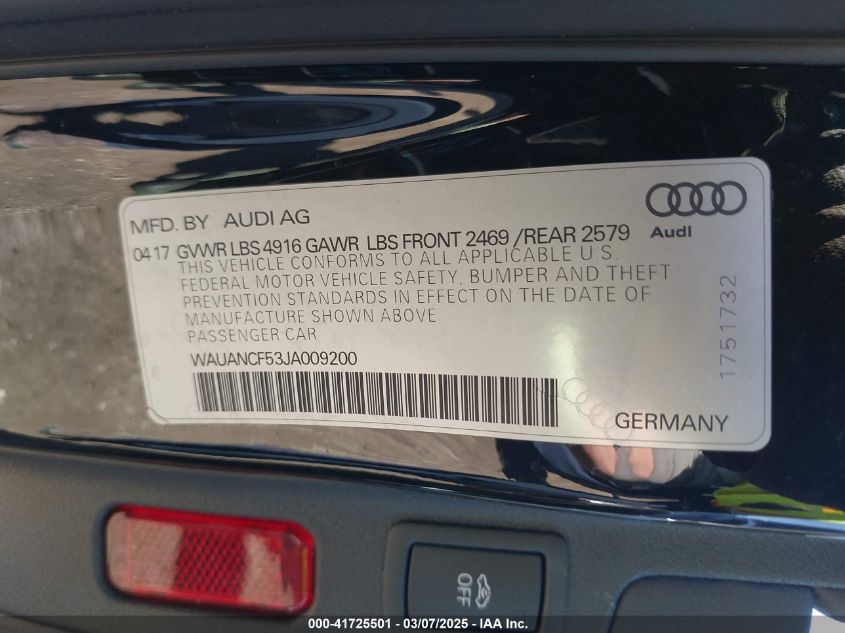 MFD. BY AUDI AG
Audi
04 17 GVWR LBS 4916 GAWR LBS FRONT 2469 /REAR 2579
THIS VEHICLE CONFORMS TO ALL APPLICABLE U.S.
FEDERAL MOTOR VEHICLE SAFETY, BUMPER AND THEFT
PREVENTION STANDARDS IN EFFECT ON THE DATE OF
MANUFACTURE SHOWN ABOVE
PASSENGER CAR
WAUANCF53JA009200
GERMANY
1751732
OFF
000-41725501 - 03/07/2025 - IAA Inc.